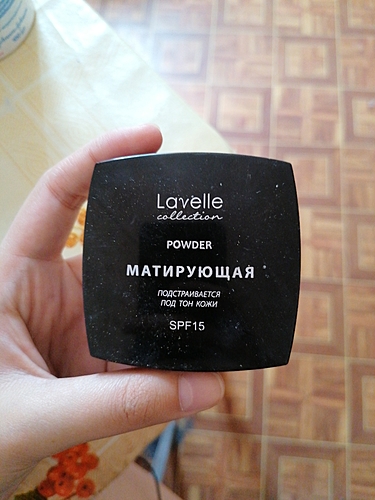 Lavelle
collection
POWDER
МАТИРУЮЩАЯ
ПОДСТРАИВАЕТСЯ
ПОД ТОН КОЖИ
SPF15